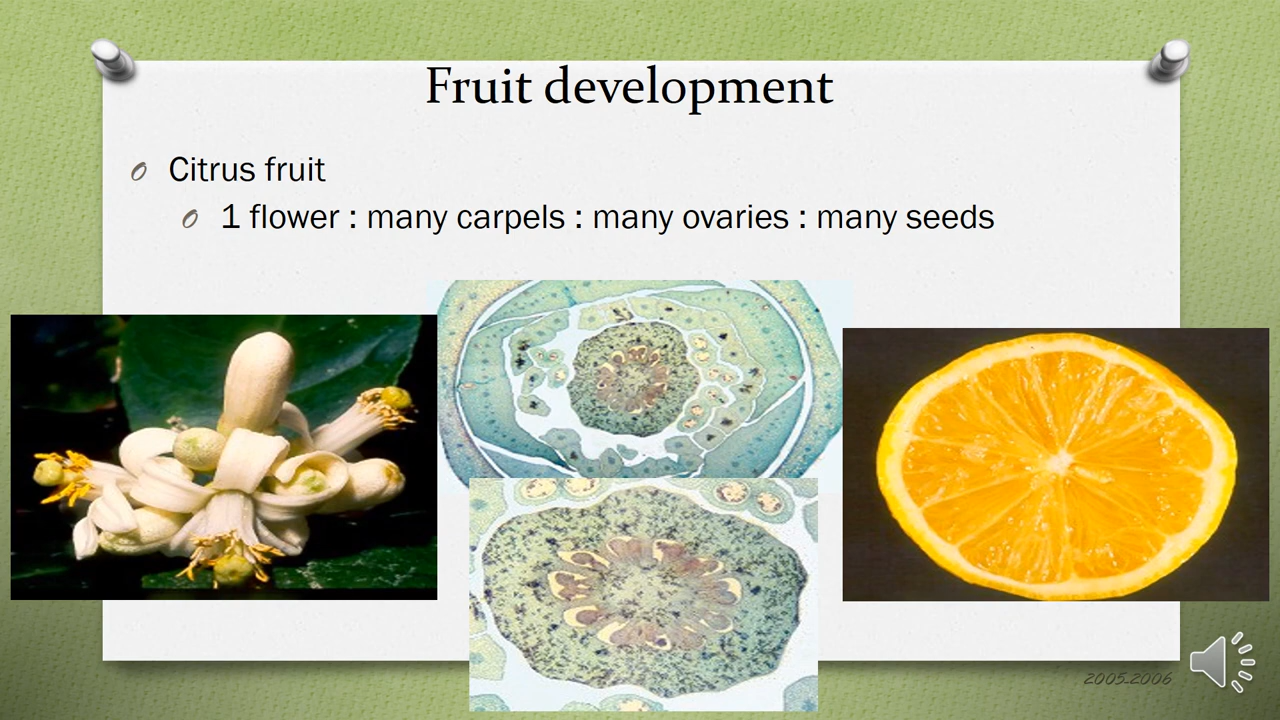 Fruit development
Citrus fruit
1 flower : many carpels : many ovaries : many seeds
2005-2006